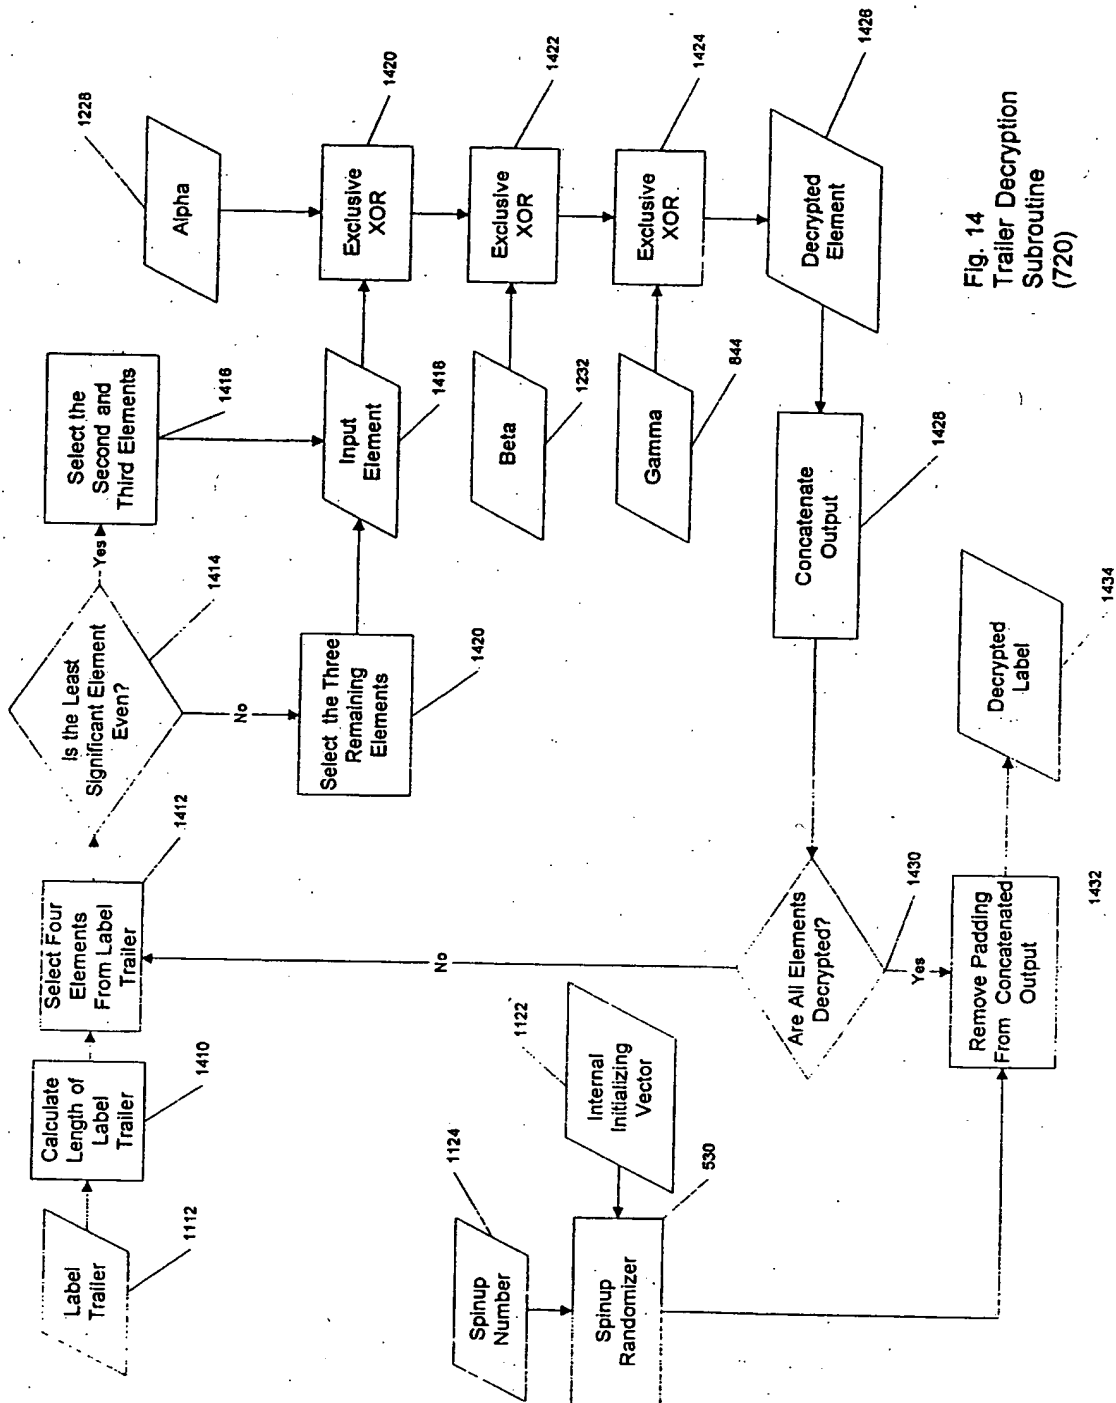 Label
Trailer
1112
Calculate
Length of
Label
Trailer
1410
Select Four
Elements
From Label
Trailer
1412
Is the Least
Significant Element
Even?
1414
Yes
Select the
Second and
Third Elements
1416
No
Select the Three
Remaining
Elements
1420
Input
Element
1418
Alpha
1228
Exclusive
XOR
1420
Beta
1232
Exclusive
XOR
1422
Gamma
844
Exclusive
XOR
1424
Decrypted
Element
1426
Concatenate
Output
1428
Are All Elements
Decrypted?
1430
No
Yes
Spinup
Number
1124
Internal
Initializing
Vector
1122
Spinup
Randomizer
530
Remove Padding
From Concatenated
Output
1432
Decrypted
Label
1434
Fig. 14
Trailer Decryption
Subroutine
(720)